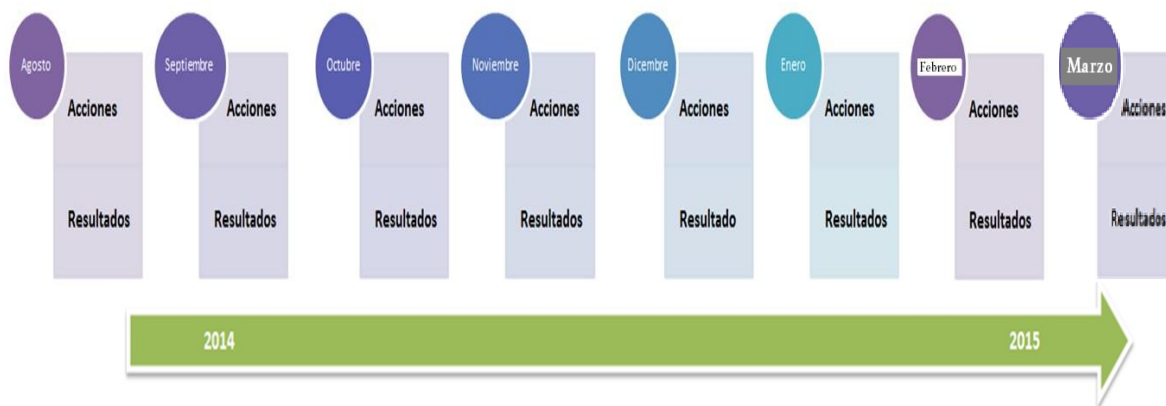 Agosto
Septiembre
Octubre
Noviembre
Dicembre
Enero
Febrero
Marzo
Acciones
Acciones
Acciones
Acciones
Acciones
Acciones
Acciones
Acciones
Resultados
Resultados
Resultados
Resultados
Resultado
Resultados
Resultados
Resultados
2014
2015